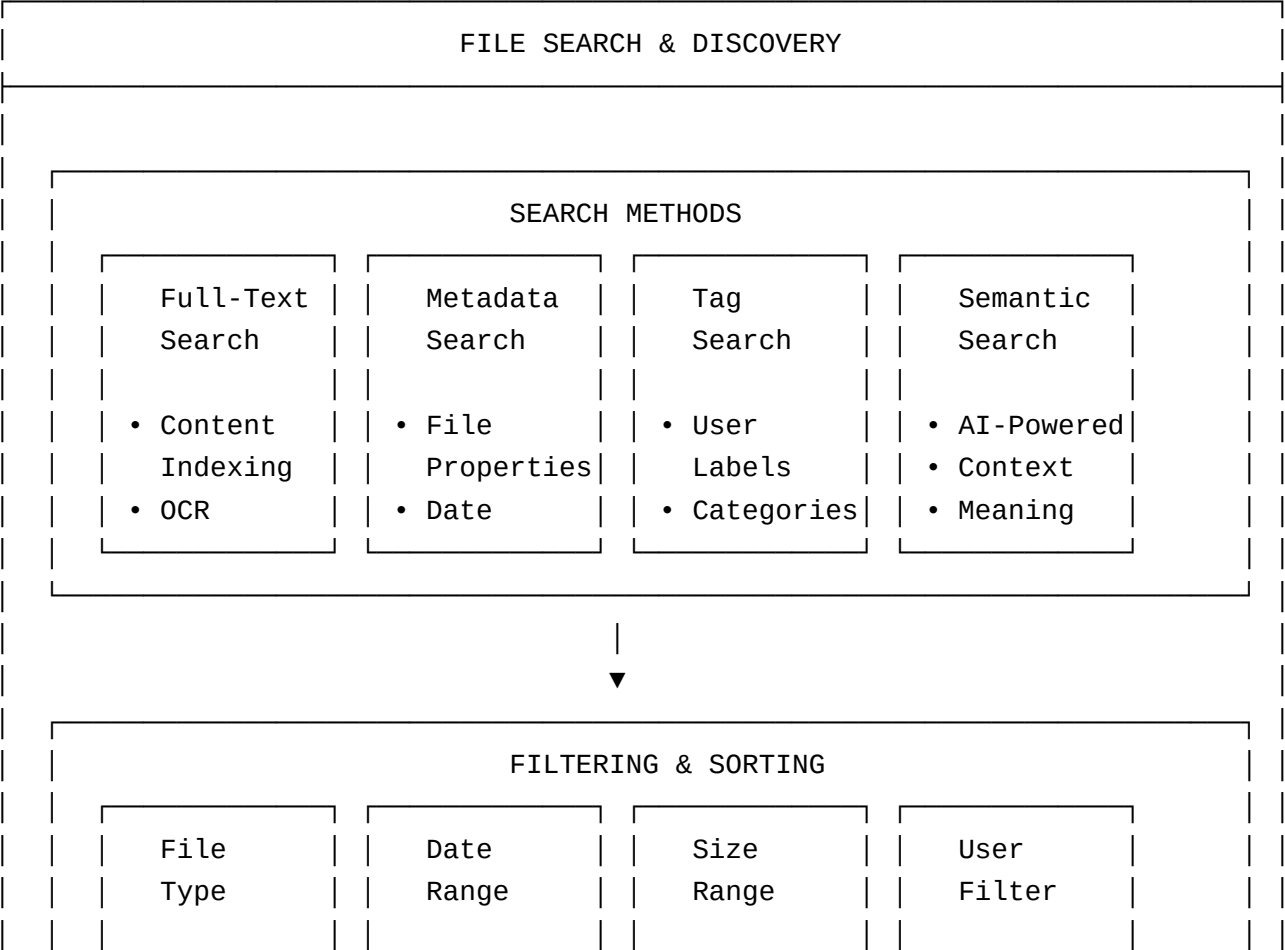 FILE SEARCH & DISCOVERY
SEARCH METHODS
Full-Text Metadata Tag Semantic
Search Search Search Search
• Content • File • User • AI-Powered
Indexing Properties Labels • Context
• OCR • Date • Categories • Meaning
▼
FILTERING & SORTING
File Date Size User
Type Range Range Filter